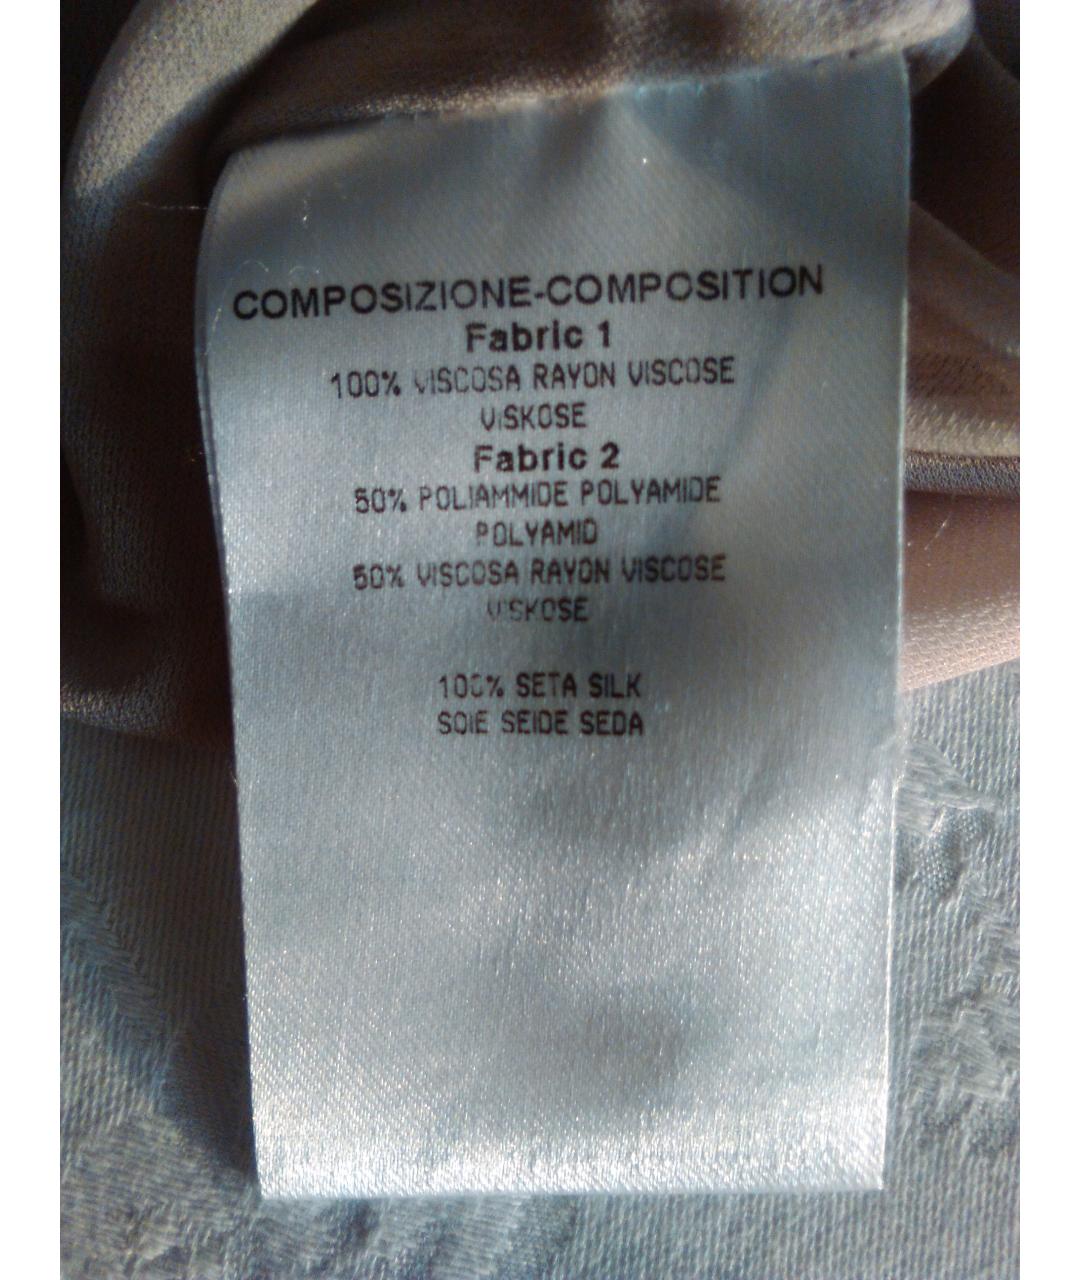 COMPOSIZIONE-COMPOSITION
Fabric 1
100% VISCOSA RAYON VISCOSE
VISKOSE
Fabric 2
50% POLIAMMIDE POLYAMIDE
POLYAMID
50% VISCOSA RAYON VISCOSE
VISKOSE
100% SETA SILK
SOIE SEIDE SEDA